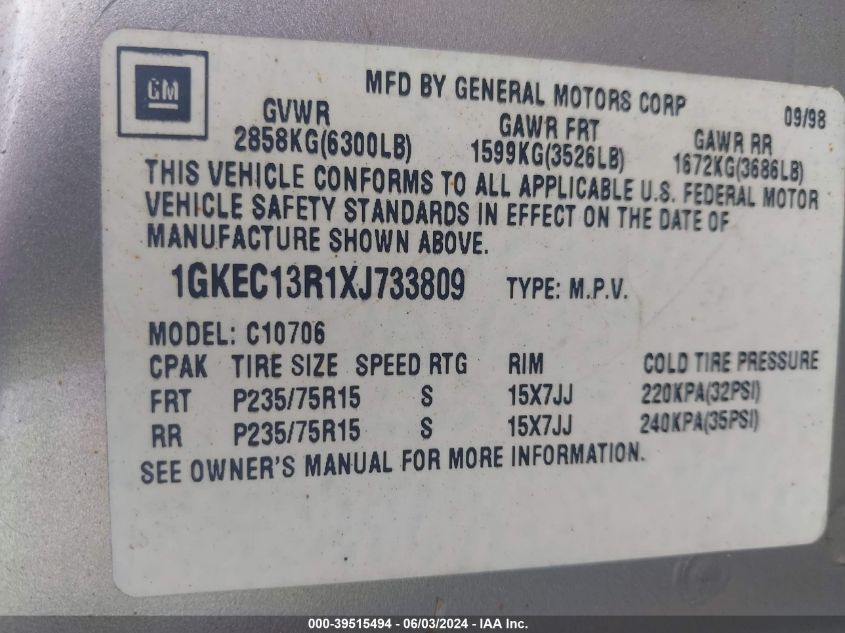 GM
MFD BY GENERAL MOTORS CORP
09/98
GVWR GAWR FRT GAWR RR
2858KG(6300LB) 1599KG(3526LB) 1672KG(3686LB)
THIS VEHICLE CONFORMS TO ALL APPLICABLE U.S. FEDERAL MOTOR
VEHICLE SAFETY STANDARDS IN EFFECT ON THE DATE OF
MANUFACTURE SHOWN ABOVE.
1GKEC13R1XJ733809 TYPE: M.P.V.
MODEL: C10706
CPAK TIRE SIZE SPEED RTG RIM COLD TIRE PRESSURE
FRT P235/75R15 S 15X7JJ 220KPA(32PSI)
RR P235/75R15 S 15X7JJ 240KPA(35PSI)
SEE OWNER'S MANUAL FOR MORE INFORMATION.
000-39515494 - 06/03/2024 - IAA Inc.